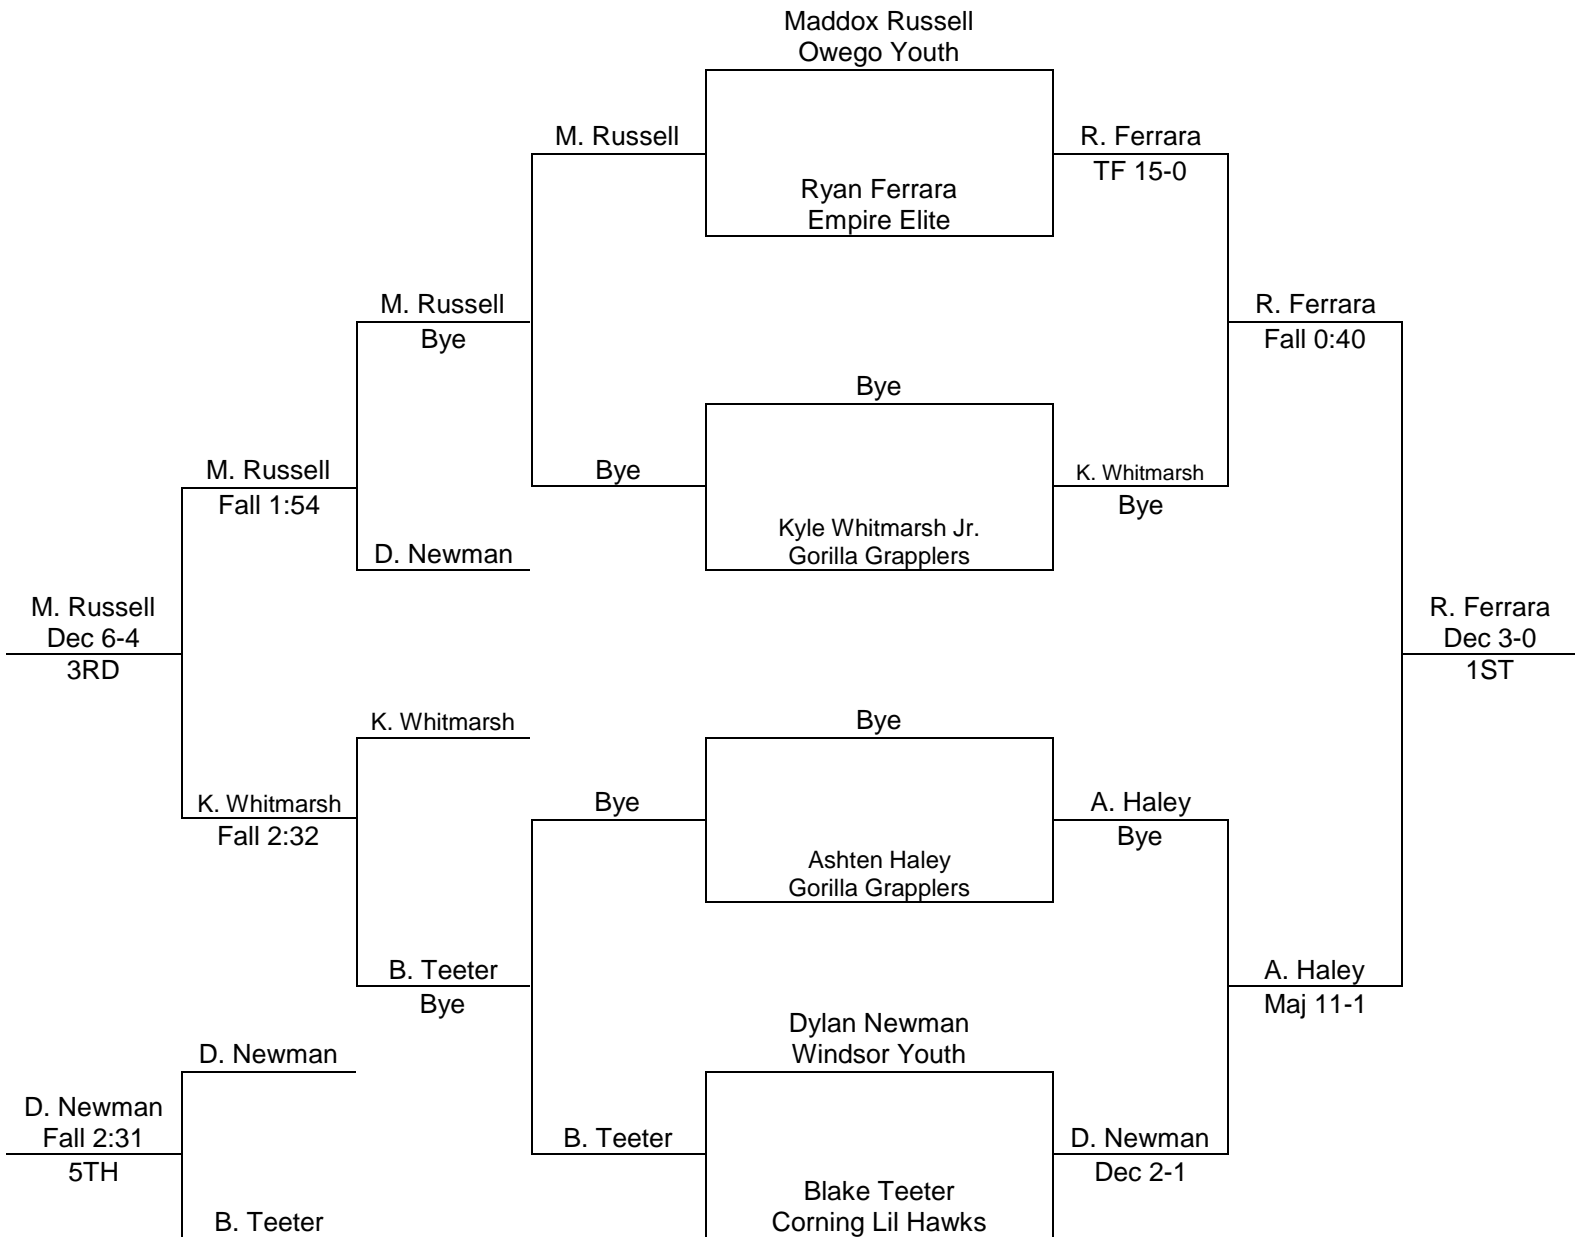 Maddox Russell
Owego Youth
M. Russell
R. Ferrara
TF 15-0
Ryan Ferrara
Empire Elite
M. Russell
Bye
R. Ferrara
Fall 0:40
Bye
M. Russell
Fall 1:54
Bye
K. Whitmarsh
Bye
Kyle Whitmarsh Jr.
Gorilla Grapplers
D. Newman
M. Russell
Dec 6-4
3RD
R. Ferrara
Dec 3-0
1ST
K. Whitmarsh
Bye
K. Whitmarsh
Fall 2:32
Bye
A. Haley
Bye
Ashten Haley
Gorilla Grapplers
B. Teeter
Bye
A. Haley
Maj 11-1
Dylan Newman
Windsor Youth
D. Newman
D. Newman
Fall 2:31
5TH
B. Teeter
D. Newman
Dec 2-1
Blake Teeter
Corning Lil Hawks
B. Teeter